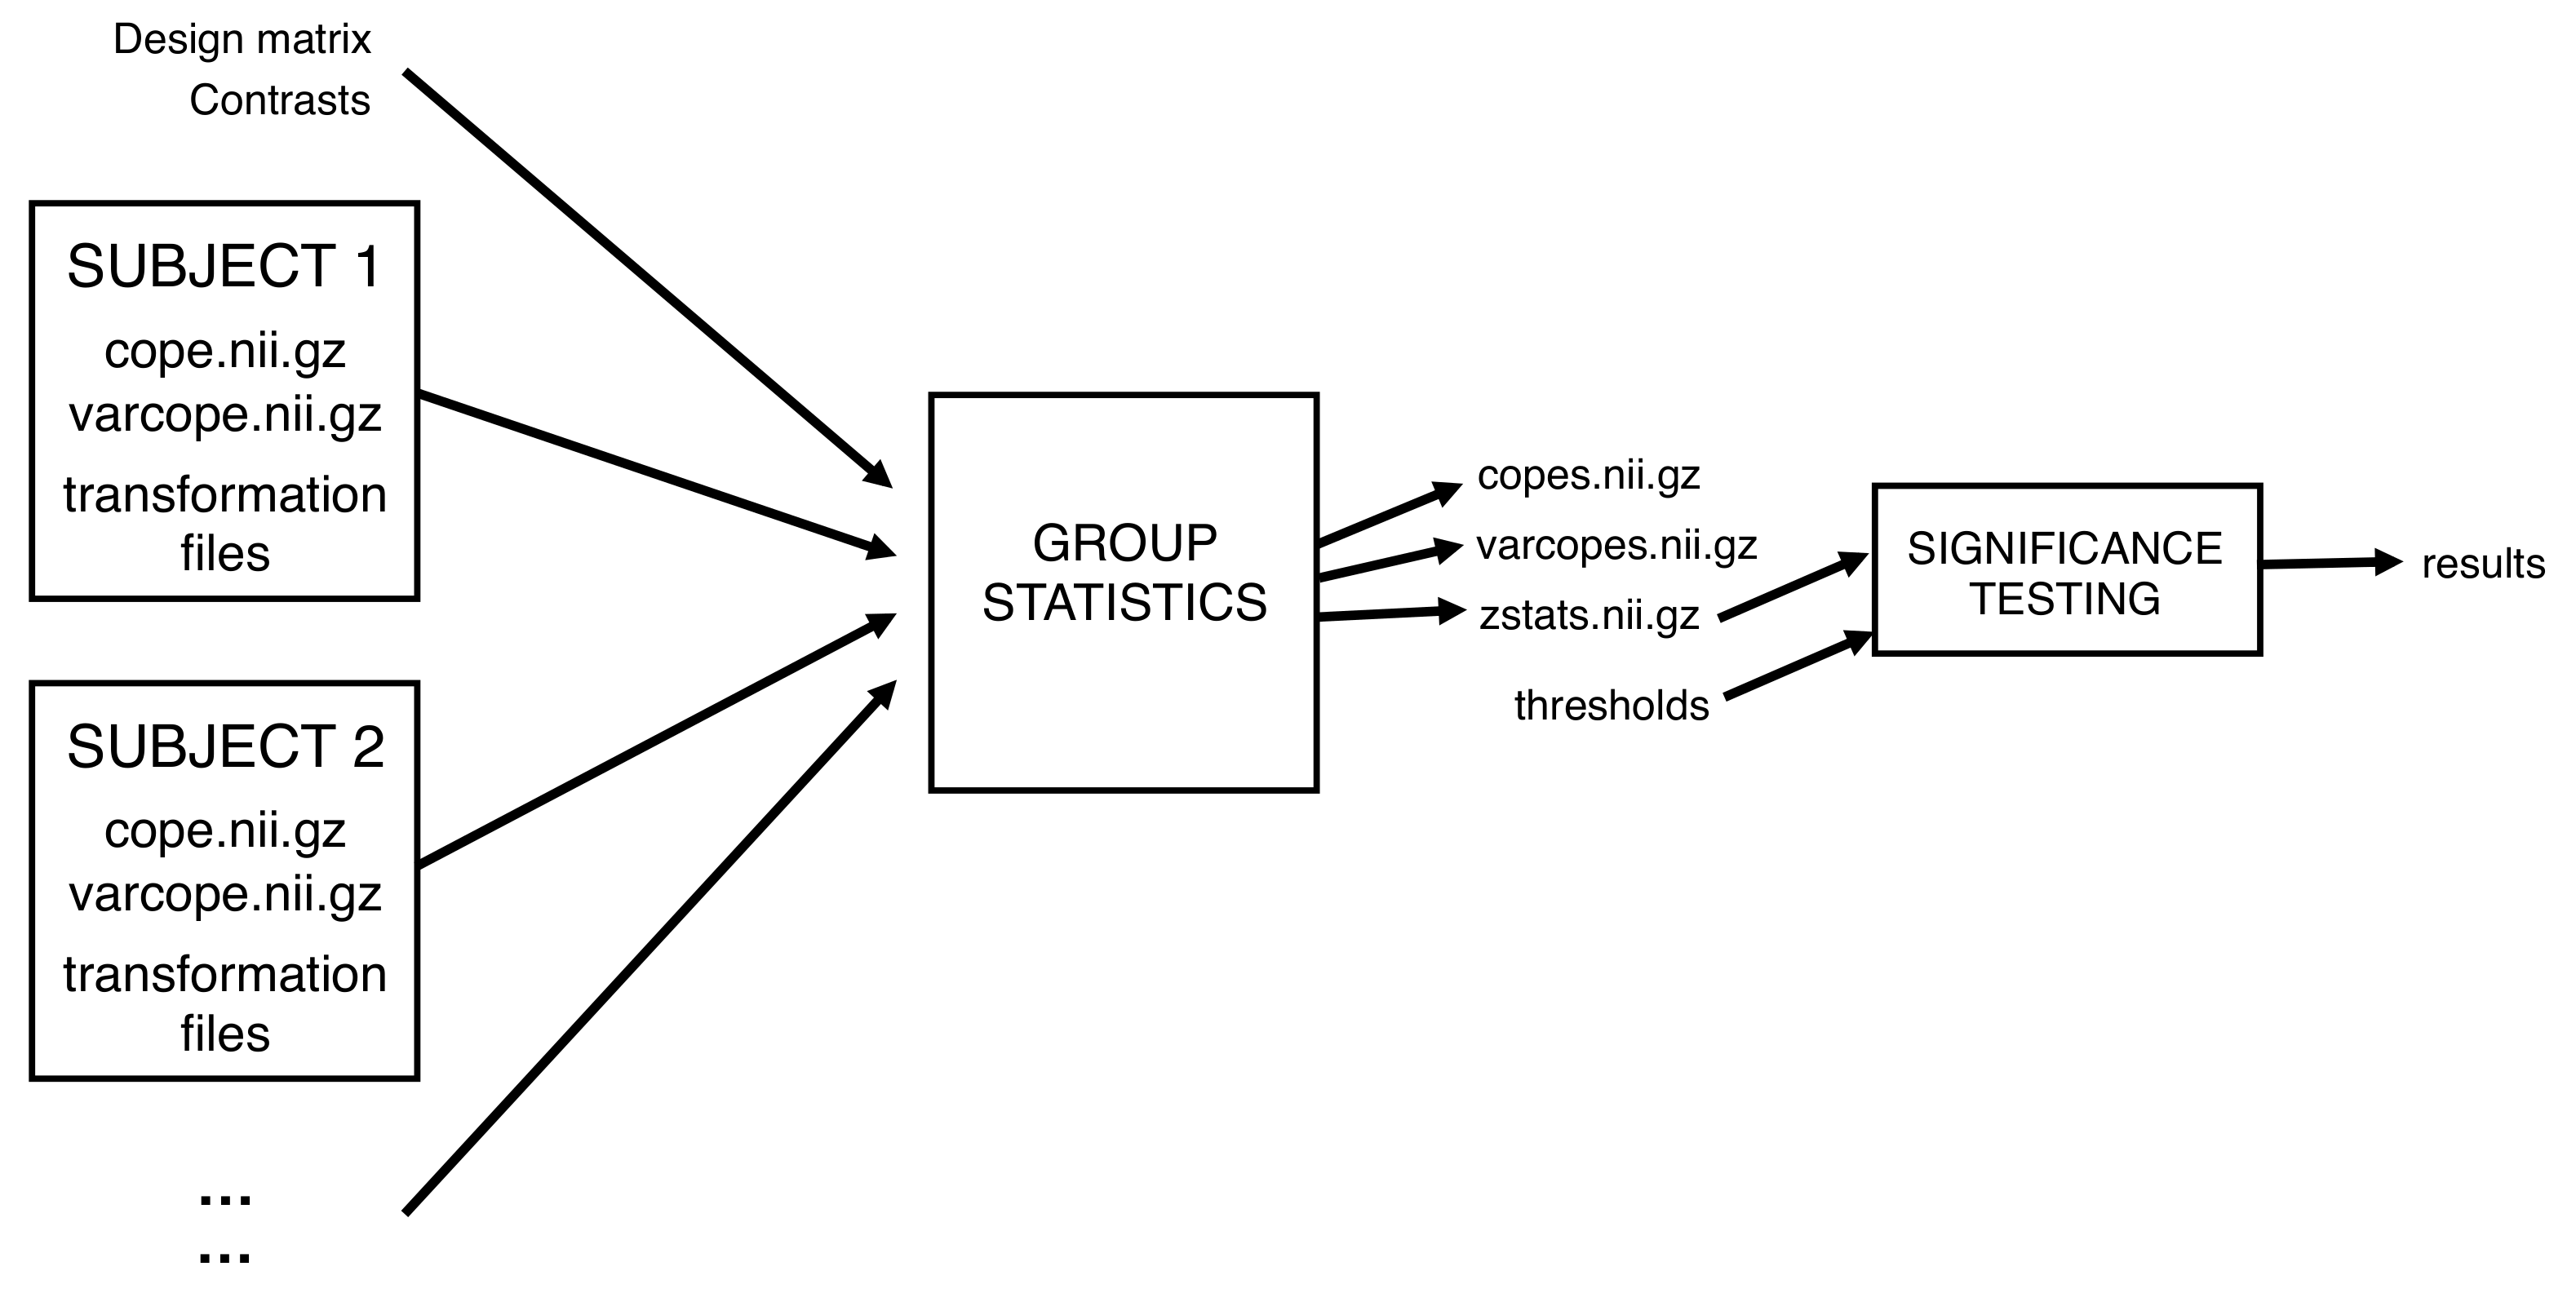 Design matrix
Contrasts
SUBJECT 1
cope.nii.gz
varcope.nii.gz
transformation
files
SUBJECT 2
cope.nii.gz
varcope.nii.gz
transformation
files
...
...
GROUP
STATISTICS
copes.nii.gz
varcopes.nii.gz
zstats.nii.gz
thresholds
SIGNIFICANCE
TESTING
results